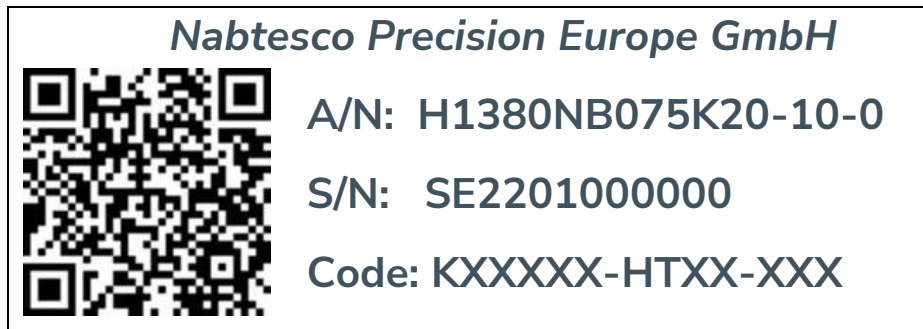 Nabtesco Precision Europe GmbH
A/N: H1380NB075K20-10-0
S/N: SE2201000000
Code: KXXXXX-HTXX-XXX